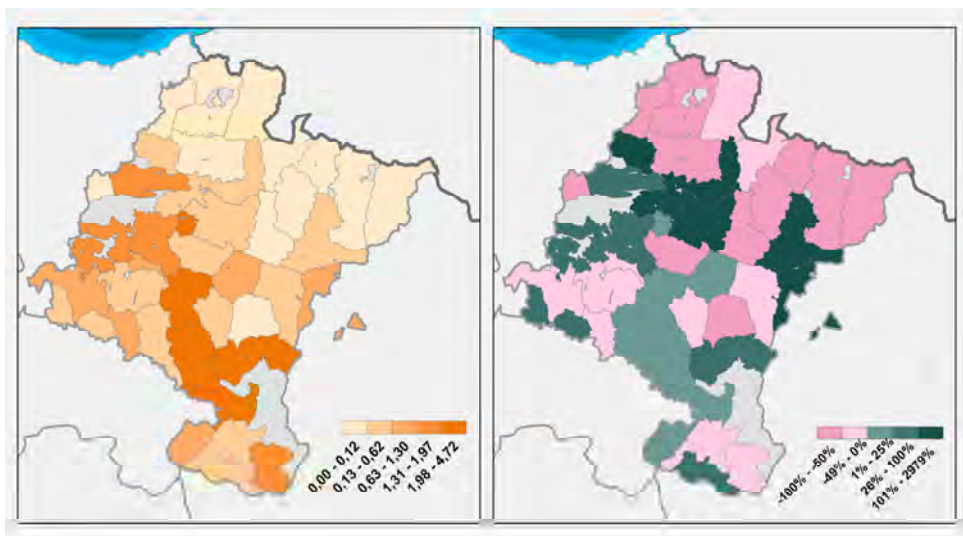 0,00 - 0,12
0,13 - 0,62
0,63 - 1,30
1,31 - 1,97
1,98 - 4,72
-100% - -50%
-49% - 0%
1% - 25%
26% - 100%
101% - 2979%